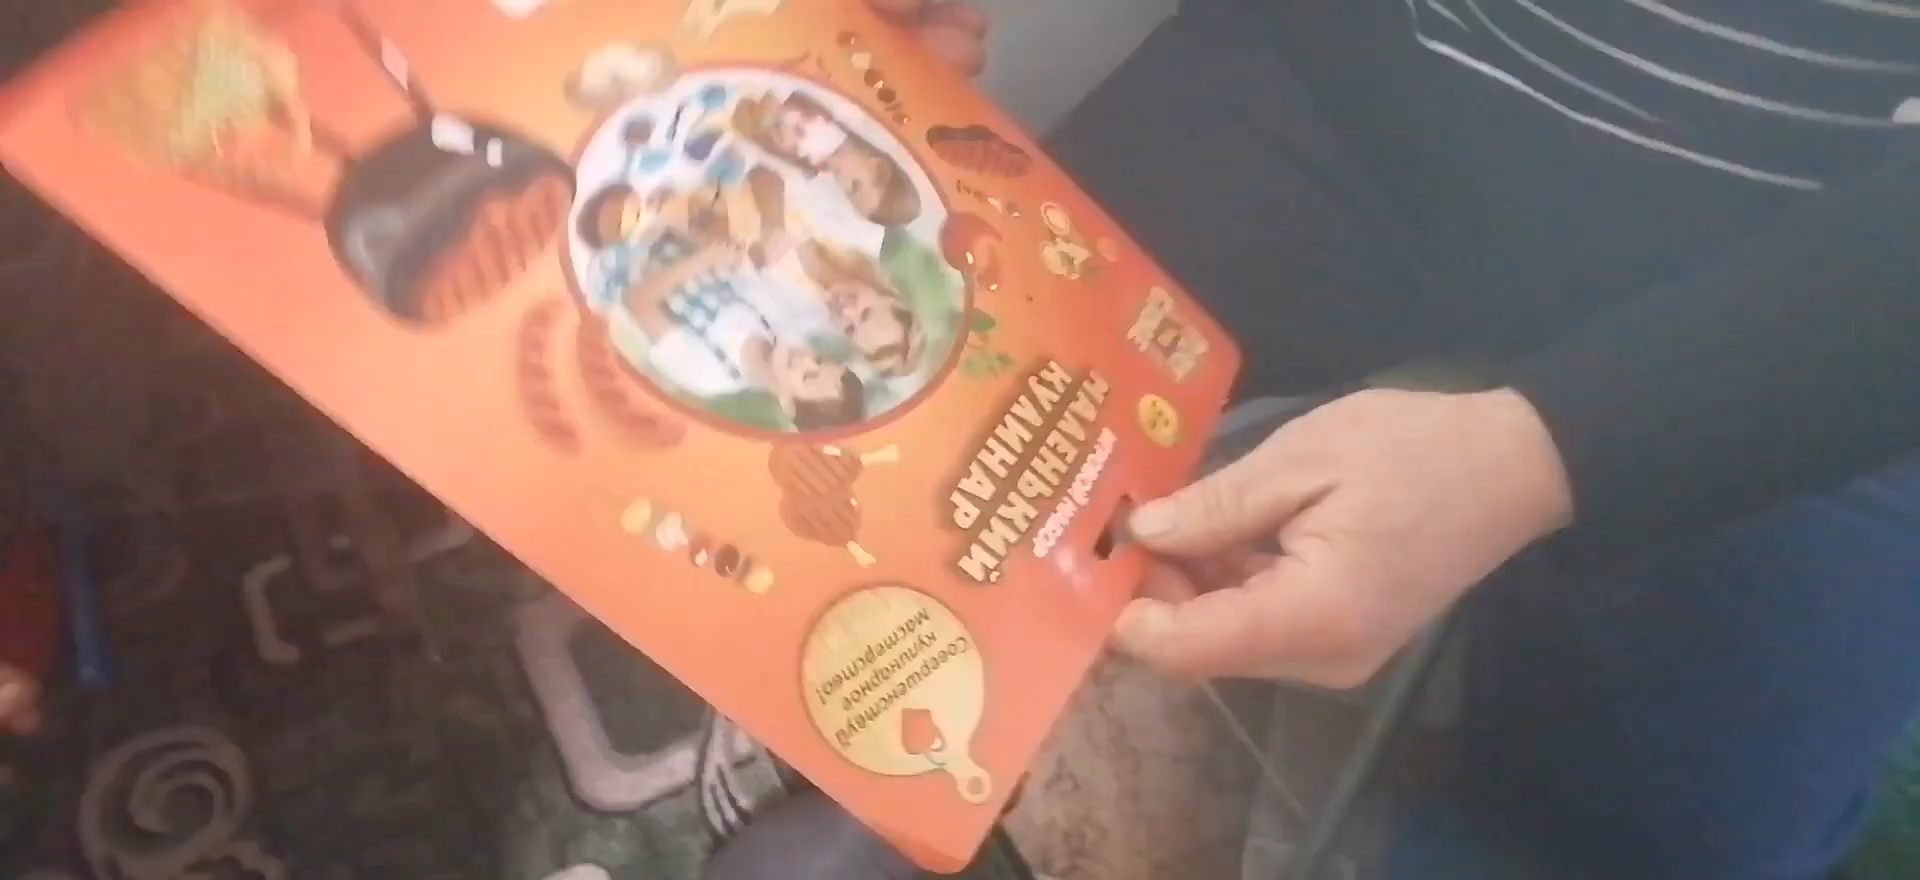 ИГРОВОЙ НАБОР
МАЛЕНЬКИЙ
КУЛИНАР
Совершенствуй
кулинарное
мастерство!